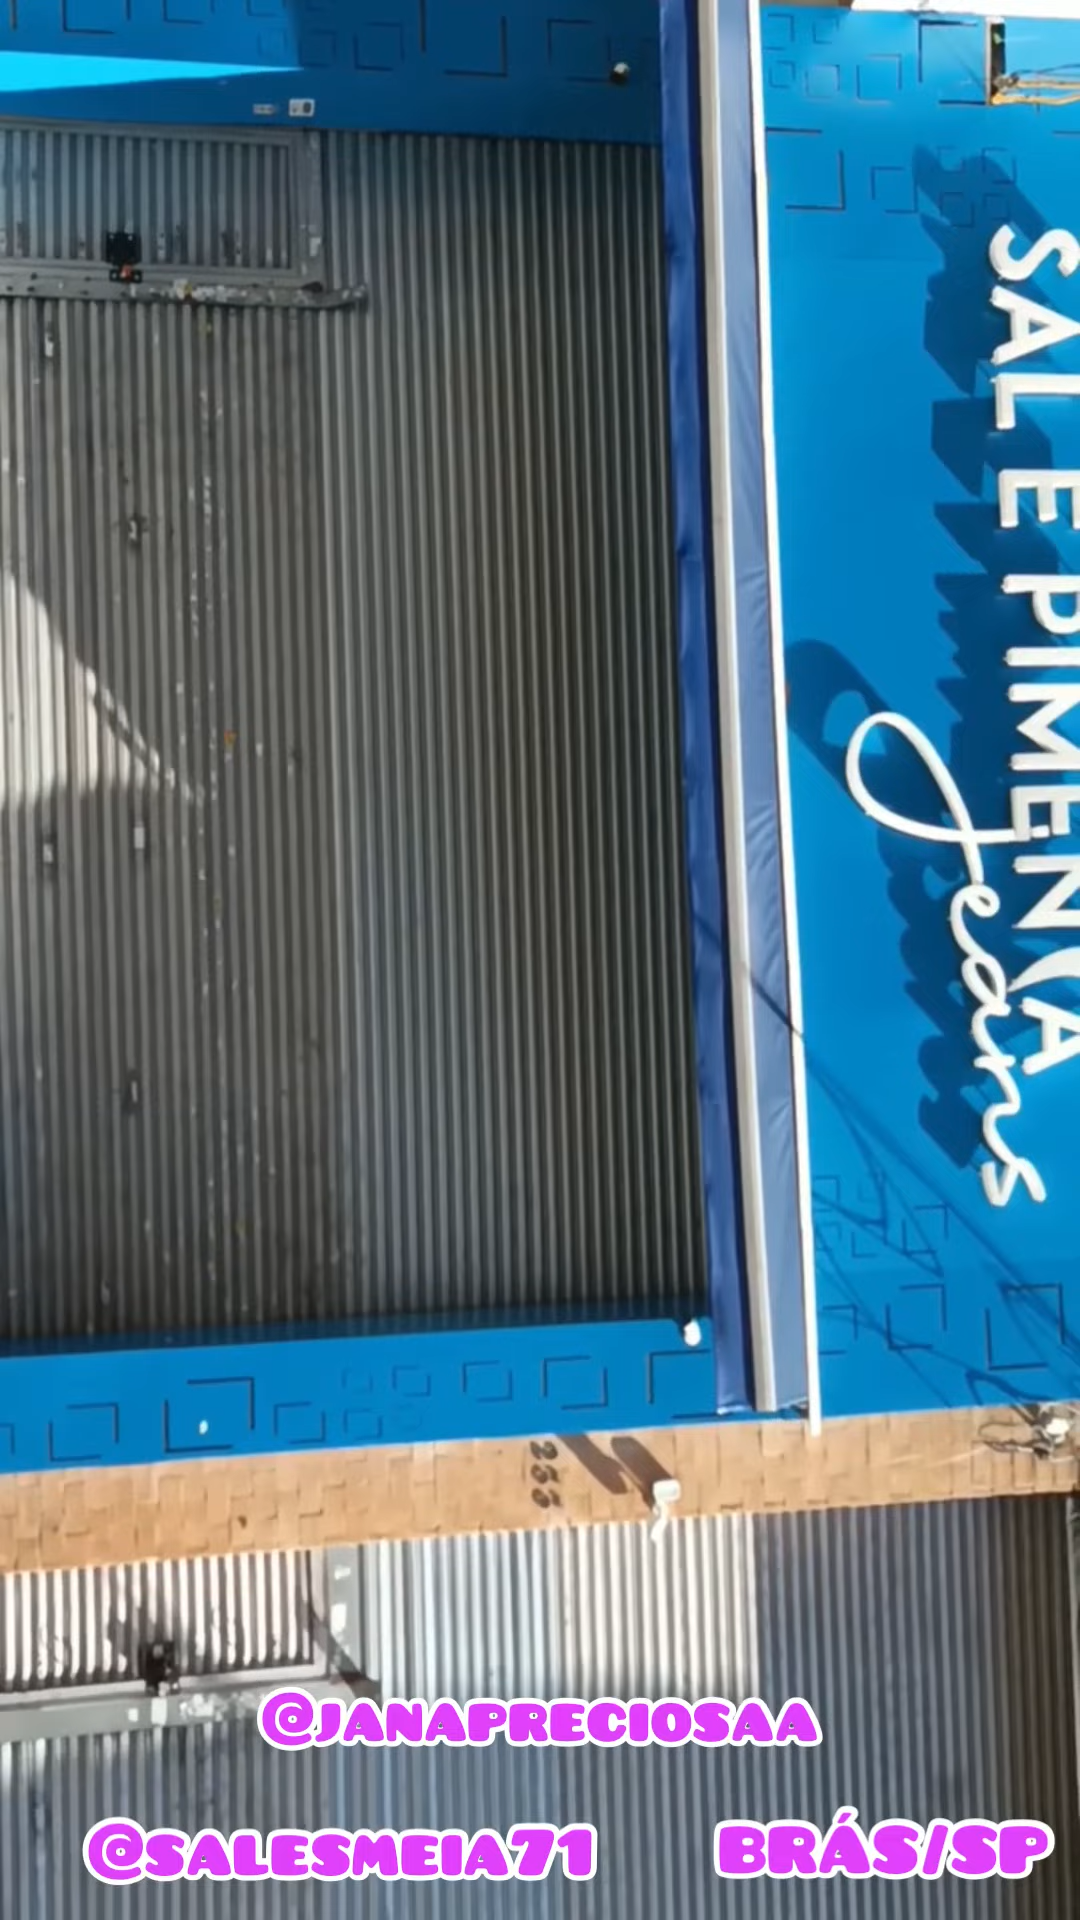 SAL E PIMENTA
Jeans
255
@JANAPRECIOSAA
@SALESMEIA71
BRÁS/SP